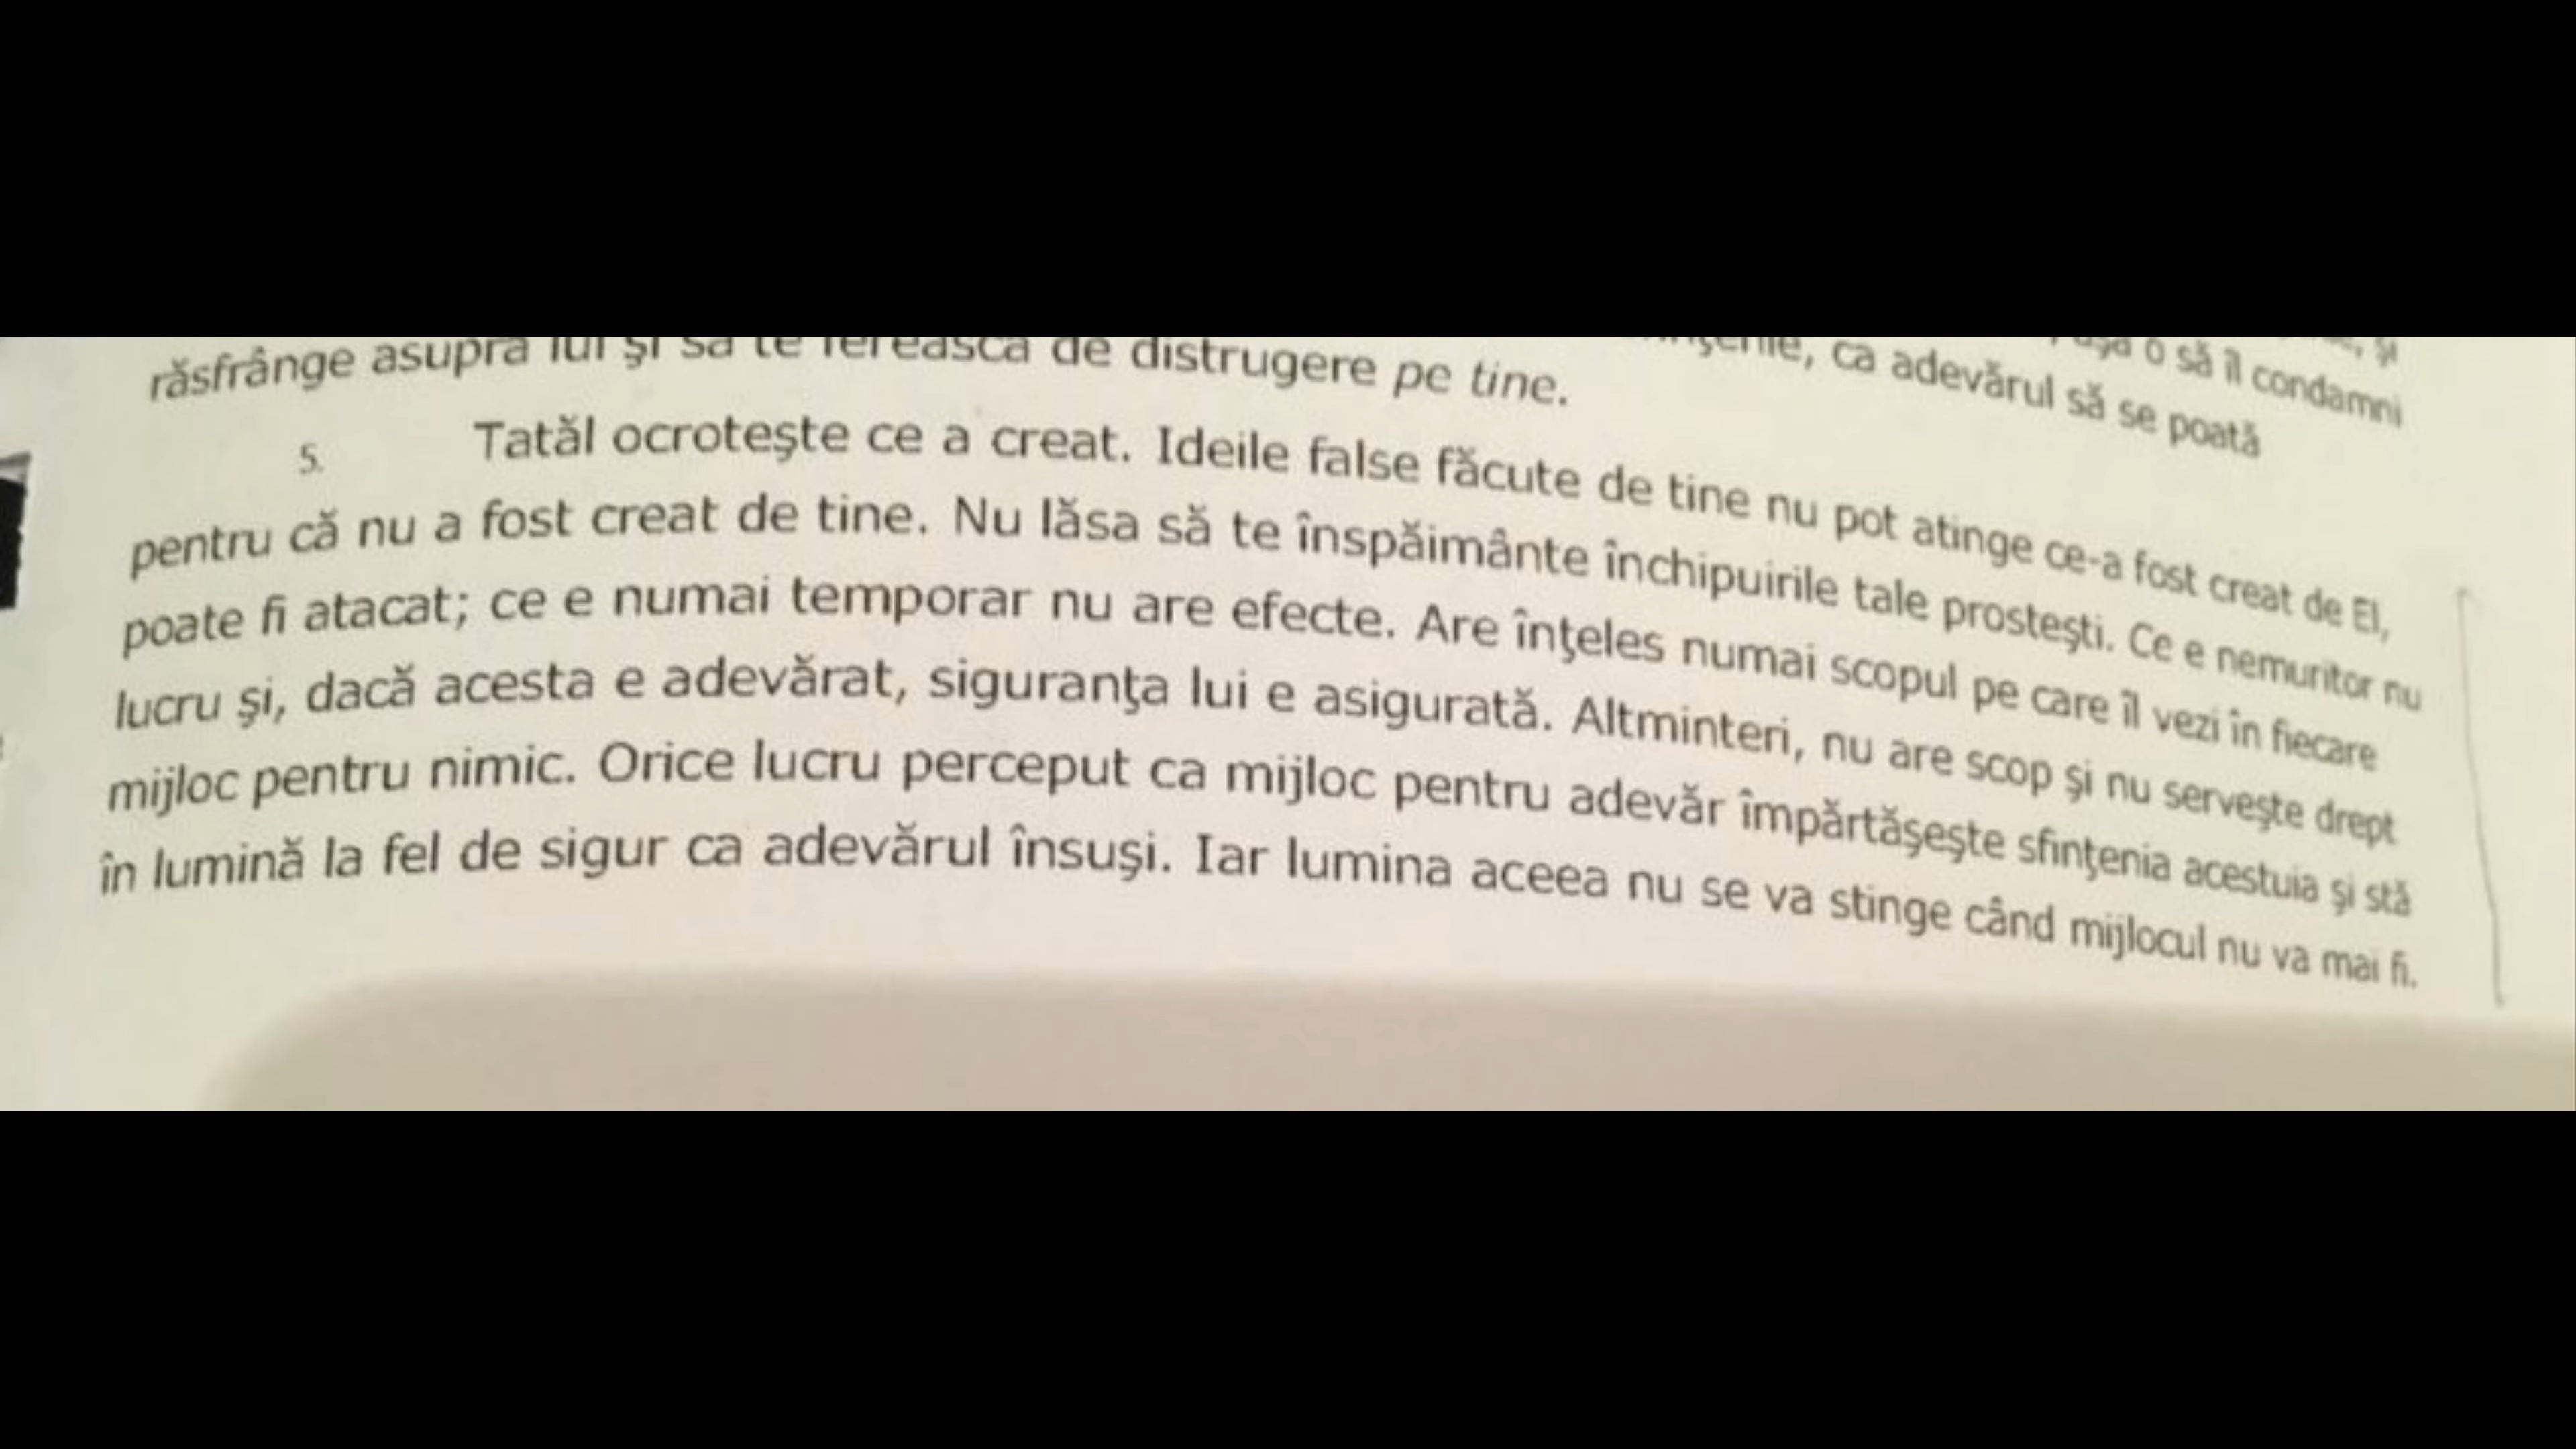 aşa o să îl condamni
ca adevărul să se poată
răsfrânge asupra lui şi să te ferească de distrugere pe tine.
5. Tatăl ocroteşte ce a creat. Ideile false făcute de tine nu pot atinge ce-a fost creat de El,
pentru că nu a fost creat de tine. Nu lăsa să te înspăimânte închipuirile tale prosteşti. Ce e nemuritor nu
poate fi atacat; ce e numai temporar nu are efecte. Are înţeles numai scopul pe care îl vezi în fiecare
lucru şi, dacă acesta e adevărat, siguranţa lui e asigurată. Altminteri, nu are scop şi nu serveşte drept
mijloc pentru nimic. Orice lucru perceput ca mijloc pentru adevăr împărtăşeşte sfinţenia acestuia şi stă
în lumină la fel de sigur ca adevărul însuşi. Iar lumina aceea nu se va stinge când mijlocul nu va mai fi.